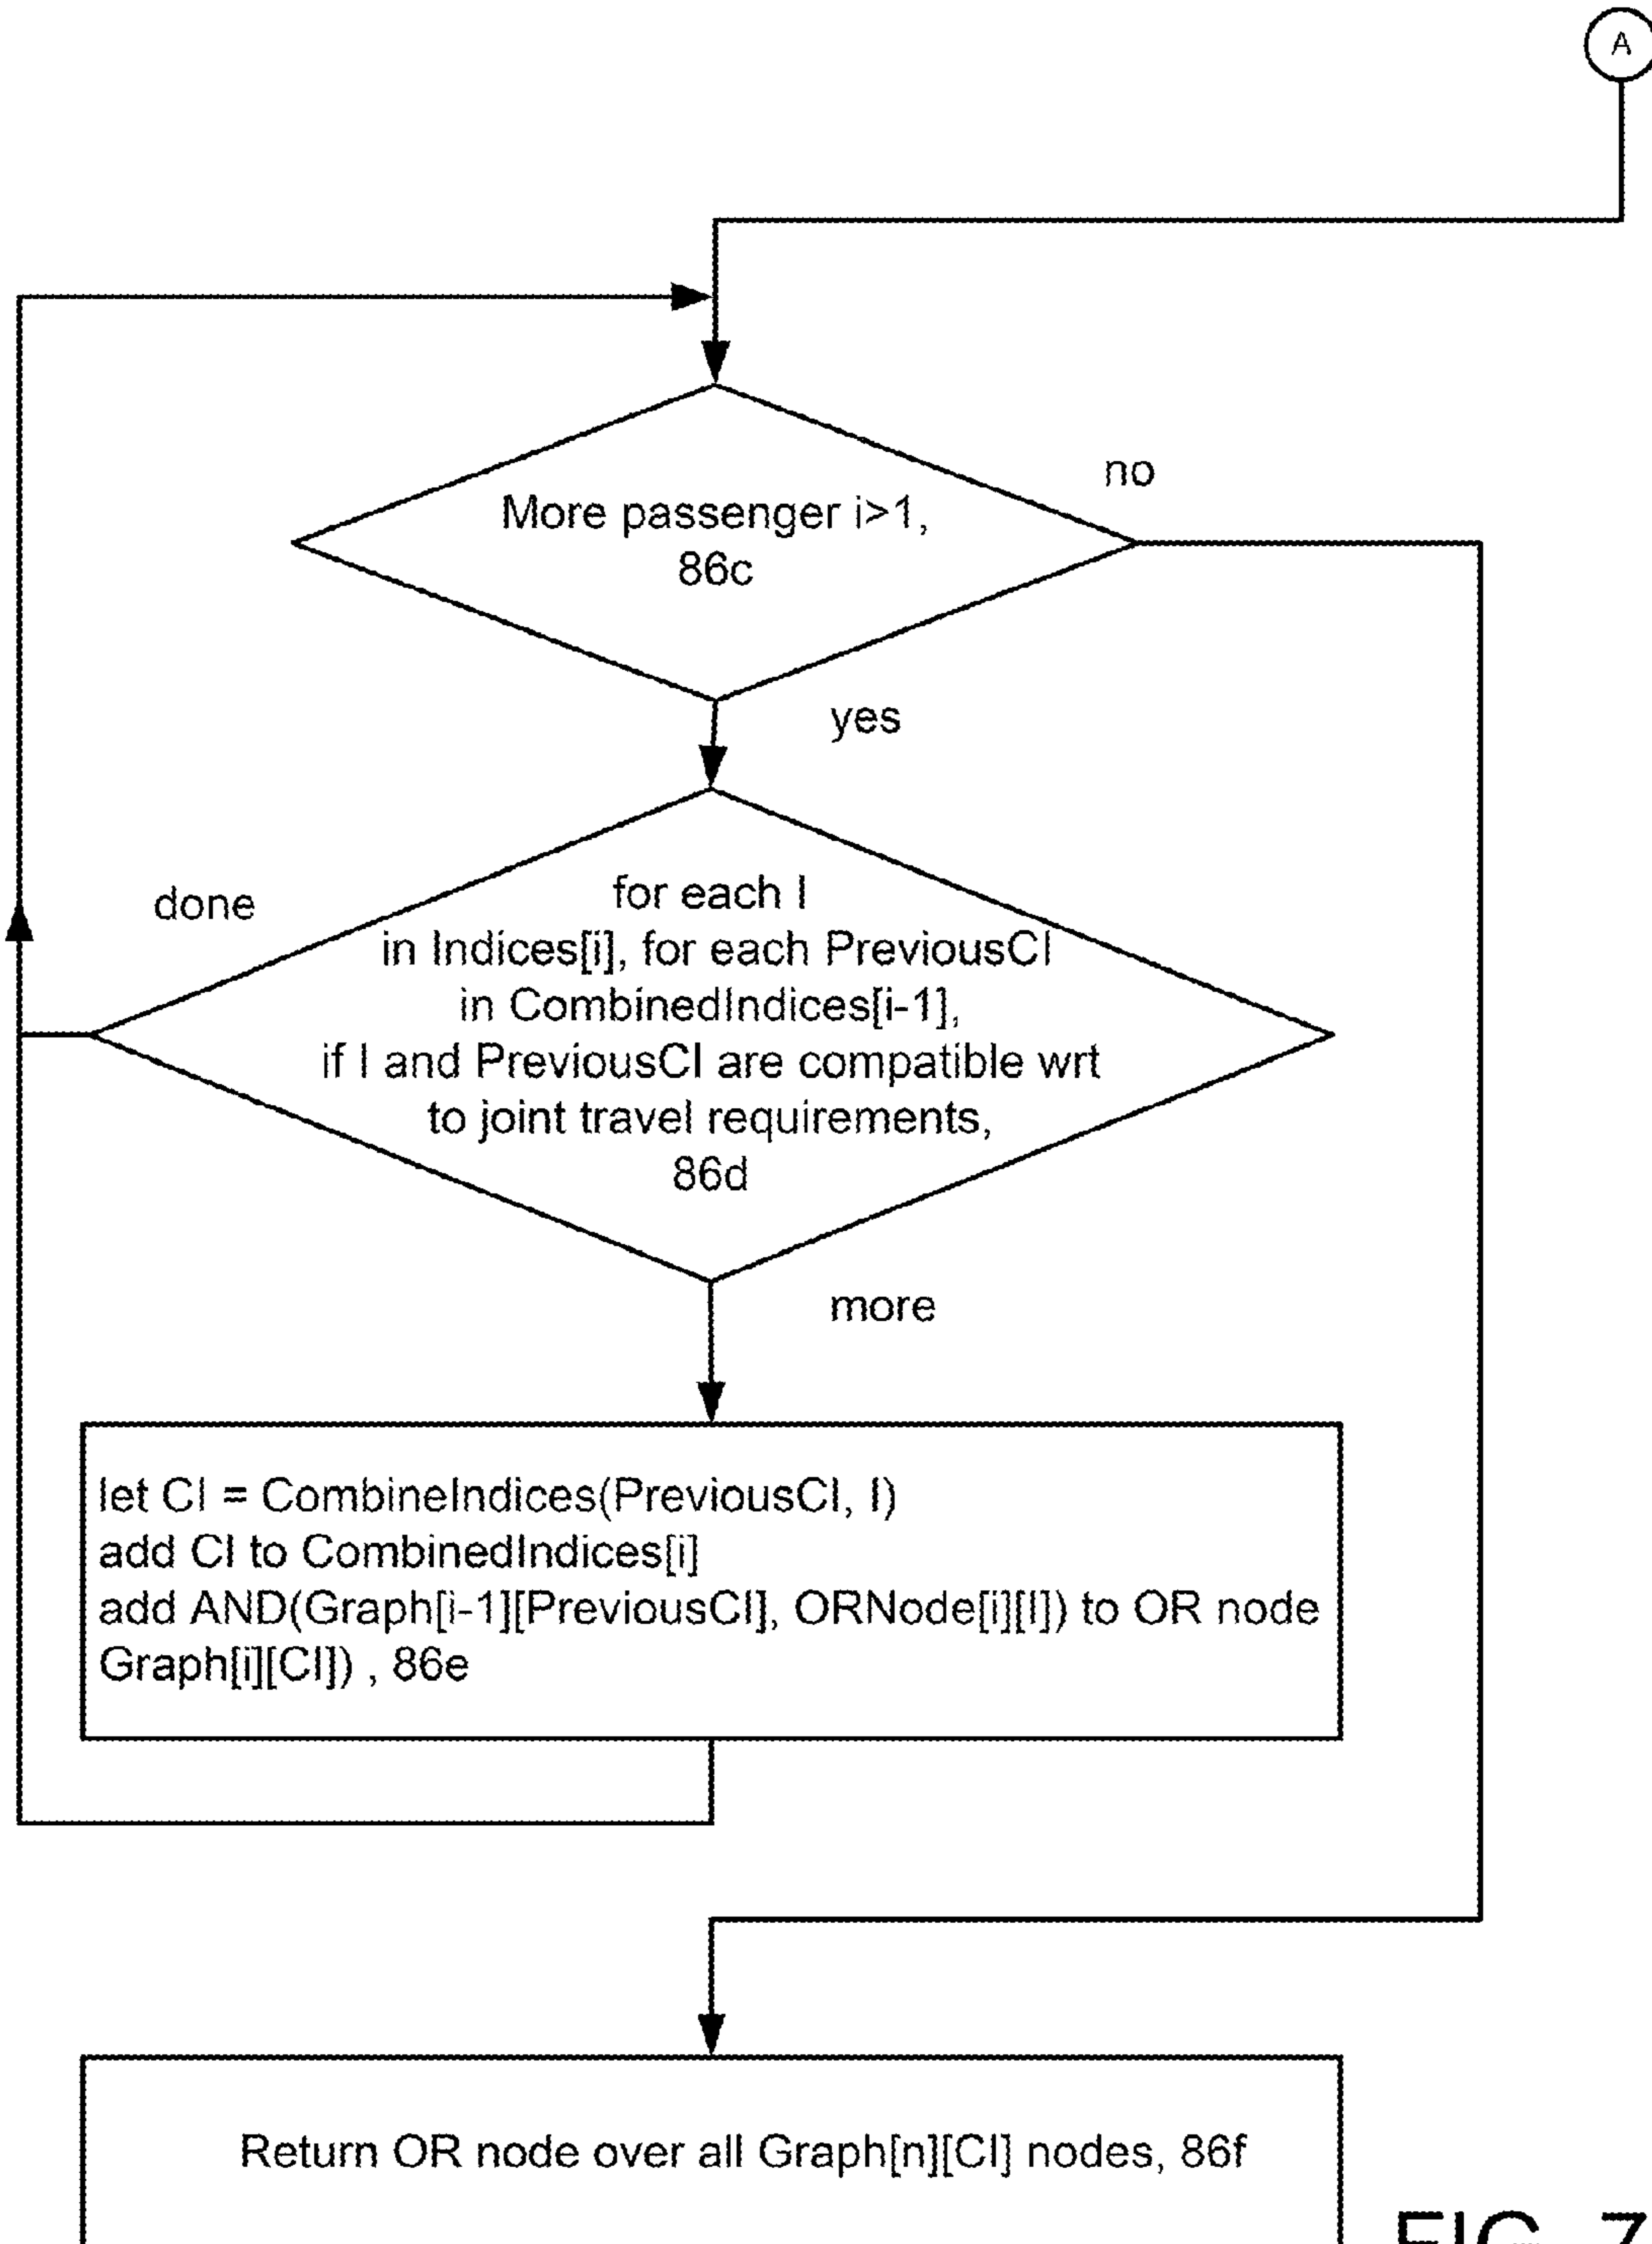 A
More passenger i>1,
86c
no
yes
done
for each I
in Indices[i], for each PreviousCI
in CombinedIndices[i-1],
if I and PreviousCI are compatible wrt
to joint travel requirements,
86d
more
let CI = CombineIndices(PreviousCI, I)
add CI to CombinedIndices[i]
add AND(Graph[i-1][PreviousCI], ORNode[i][I]) to OR node
Graph[i][CI]) , 86e
Return OR node over all Graph[n][CI] nodes, 86f
FIG. 7